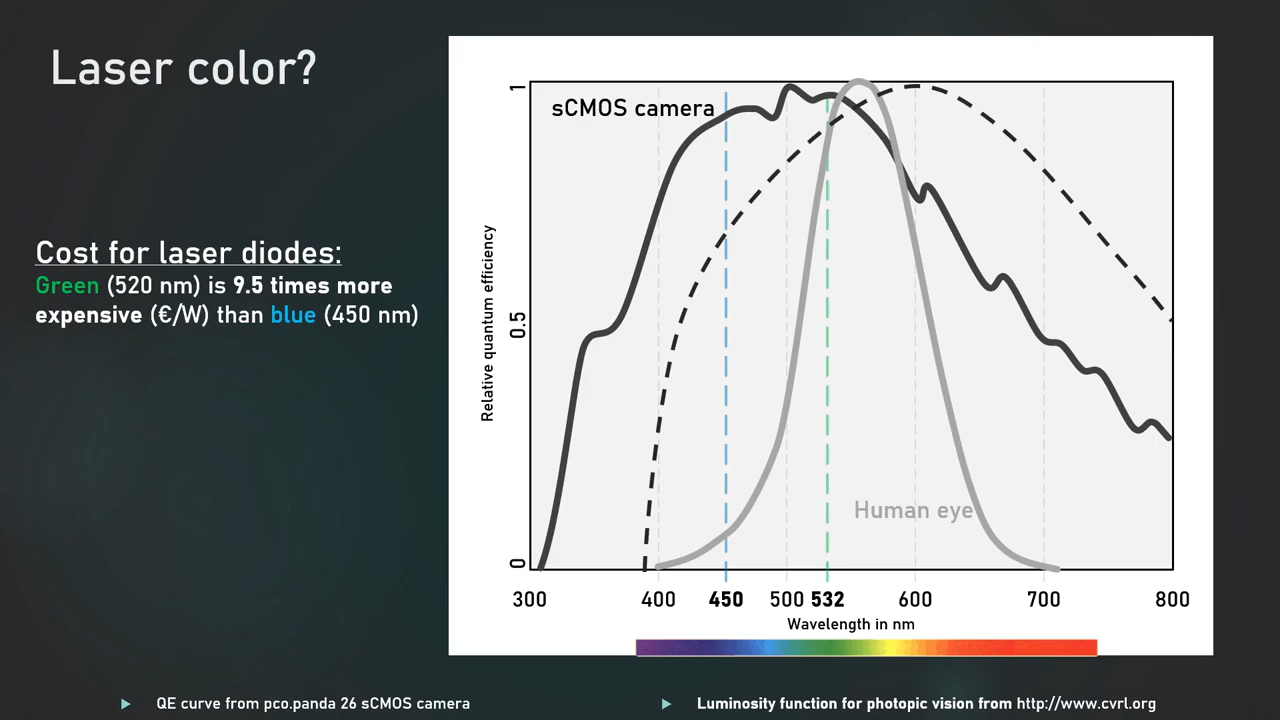 Laser color?
Cost for laser diodes:
Green (520 nm) is 9.5 times more
expensive (€/W) than blue (450 nm)
sCMOS camera
Human eye
Relative quantum efficiency
1
0.5
0
300 400 450 500 532 600 700 800
Wavelength in nm
QE curve from pco.panda 26 sCMOS camera
Luminosity function for photopic vision from http://www.cvrl.org